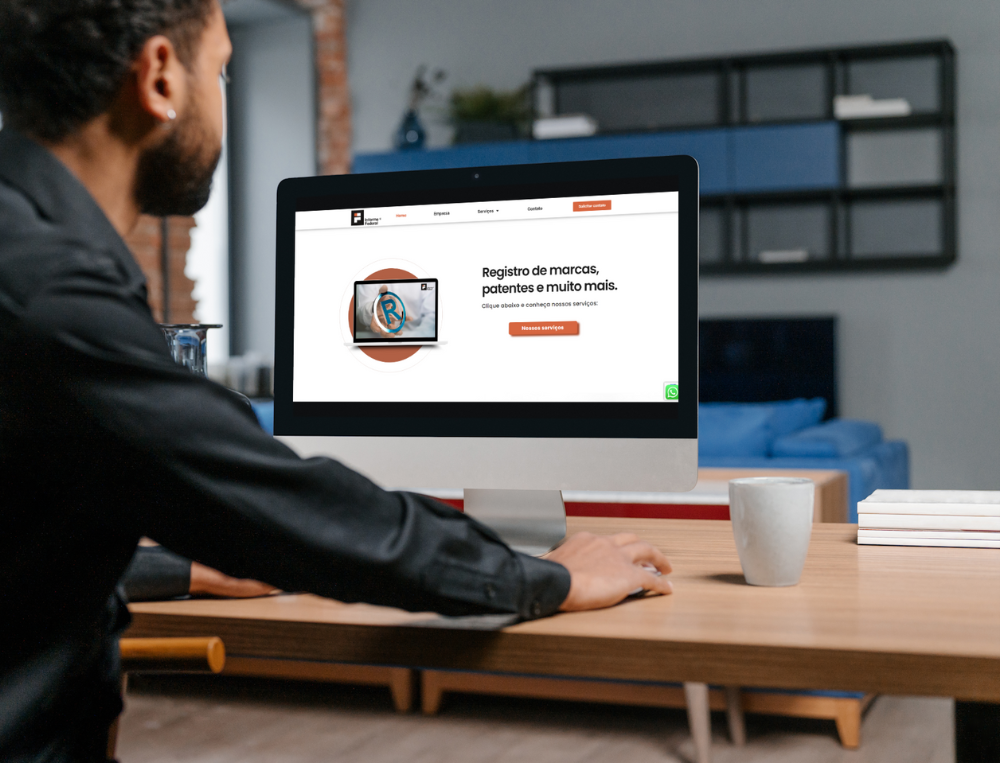 Home
Empresa
Serviços
Contato
Solicitar contato
Registro de marcas,
patentes e muito mais.
Clique abaixo e conheça nossos serviços:
Nossos serviços
R